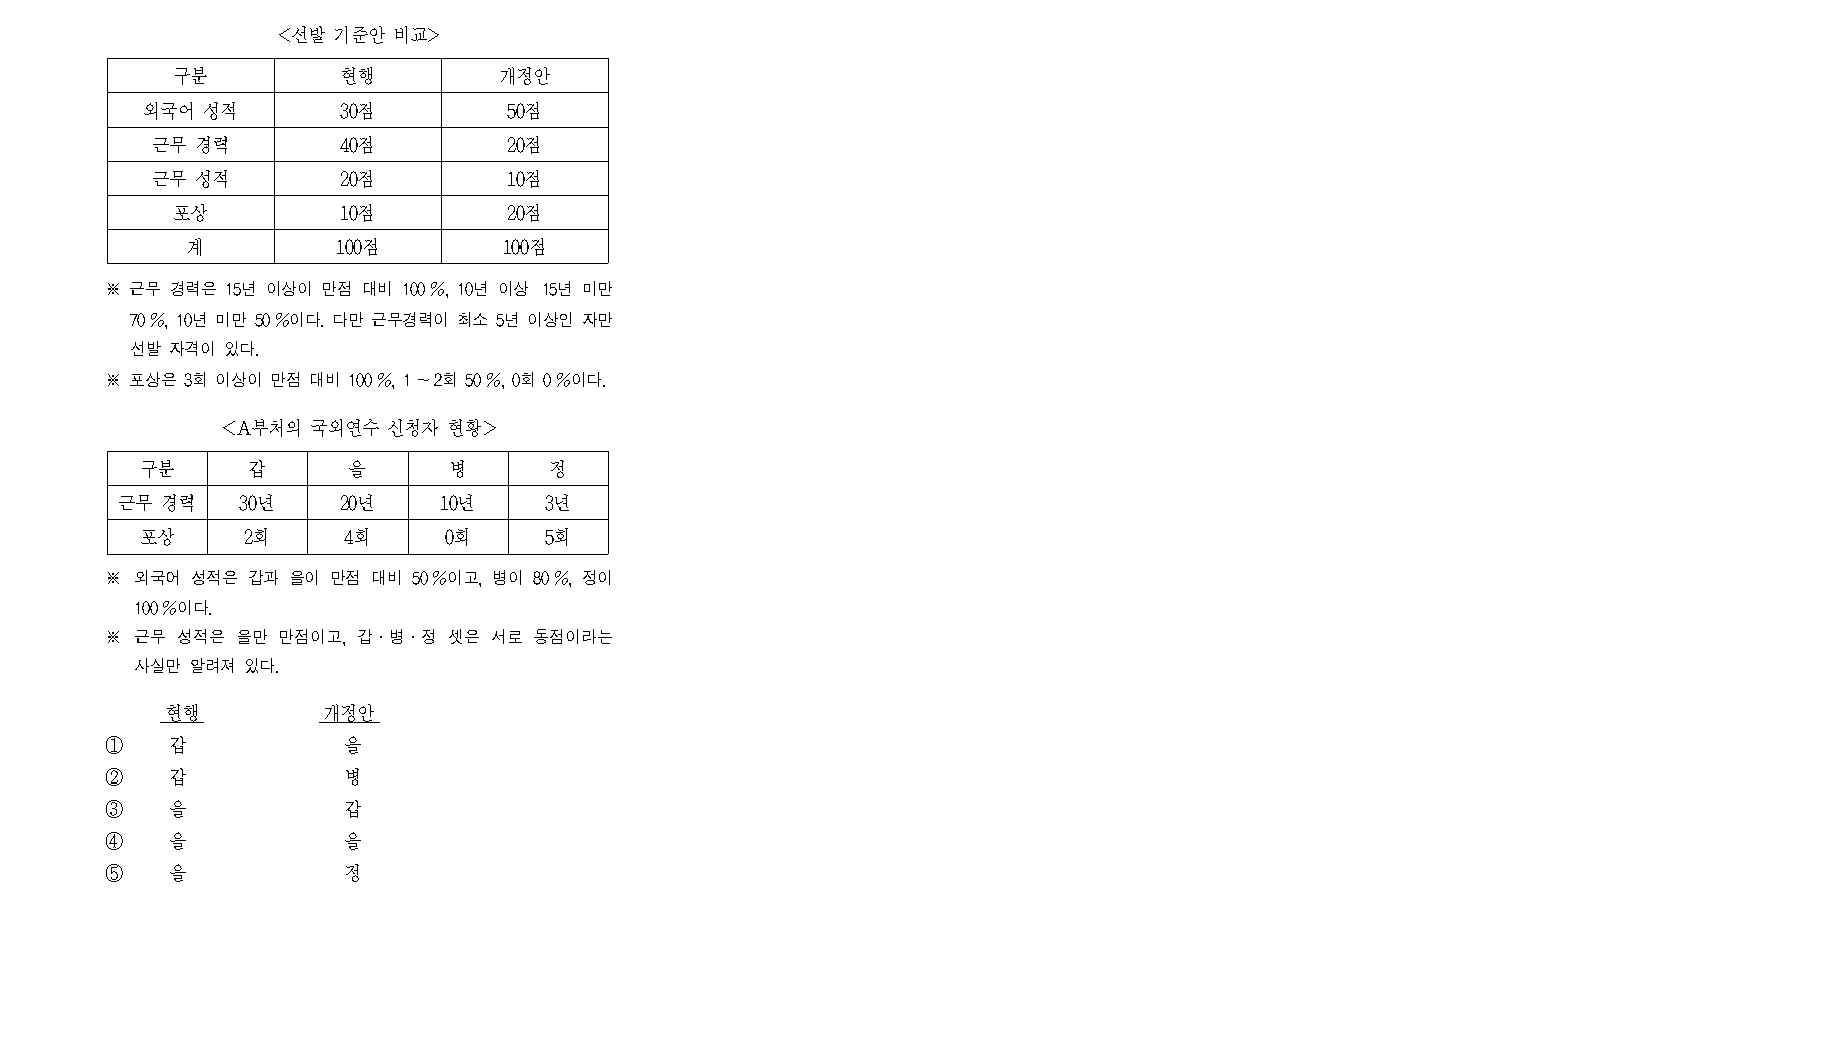 <선발 기준안 비교>
구분 현행 개정안
외국어 성적 30점 50점
근무 경력 40점 20점
근무 성적 20점 10점
포상 10점 20점
계 100점 100점
※ 근무 경력은 15년 이상이 만점 대비 100%, 10년 이상 15년 미만
70%, 10년 미만 50%이다. 다만 근무경력이 최소 5년 이상인 자만
선발 자격이 있다.
※ 포상은 3회 이상이 만점 대비 100%, 1~2회 50%, 0회 0%이다.
<A부처의 국외연수 신청자 현황>
구분 갑 을 병 정
근무 경력 30년 20년 10년 3년
포상 2회 4회 0회 5회
※ 외국어 성적은 갑과 을이 만점 대비 50%이고, 병이 80%, 정이
100%이다.
※ 근무 성적은 을만 만점이고, 갑·병·정 셋은 서로 동점이라는
사실만 알려져 있다.
현행 개정안
① 갑 을
② 갑 병
③ 을 갑
④ 을 을
⑤ 을 정